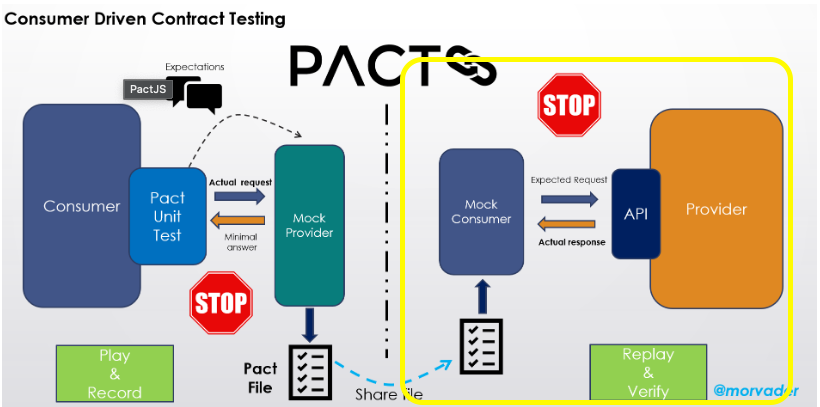 Consumer Driven Contract Testing
PACT
Expectations
PactJS
STOP
Consumer
Pact
Unit
Test
Actual request
Minimal
answer
Mock
Provider
STOP
Play
&
Record
Pact
File
Share file
Mock
Consumer
Expected Request
Actual response
API
Provider
Replay
&
Verify
@morvader